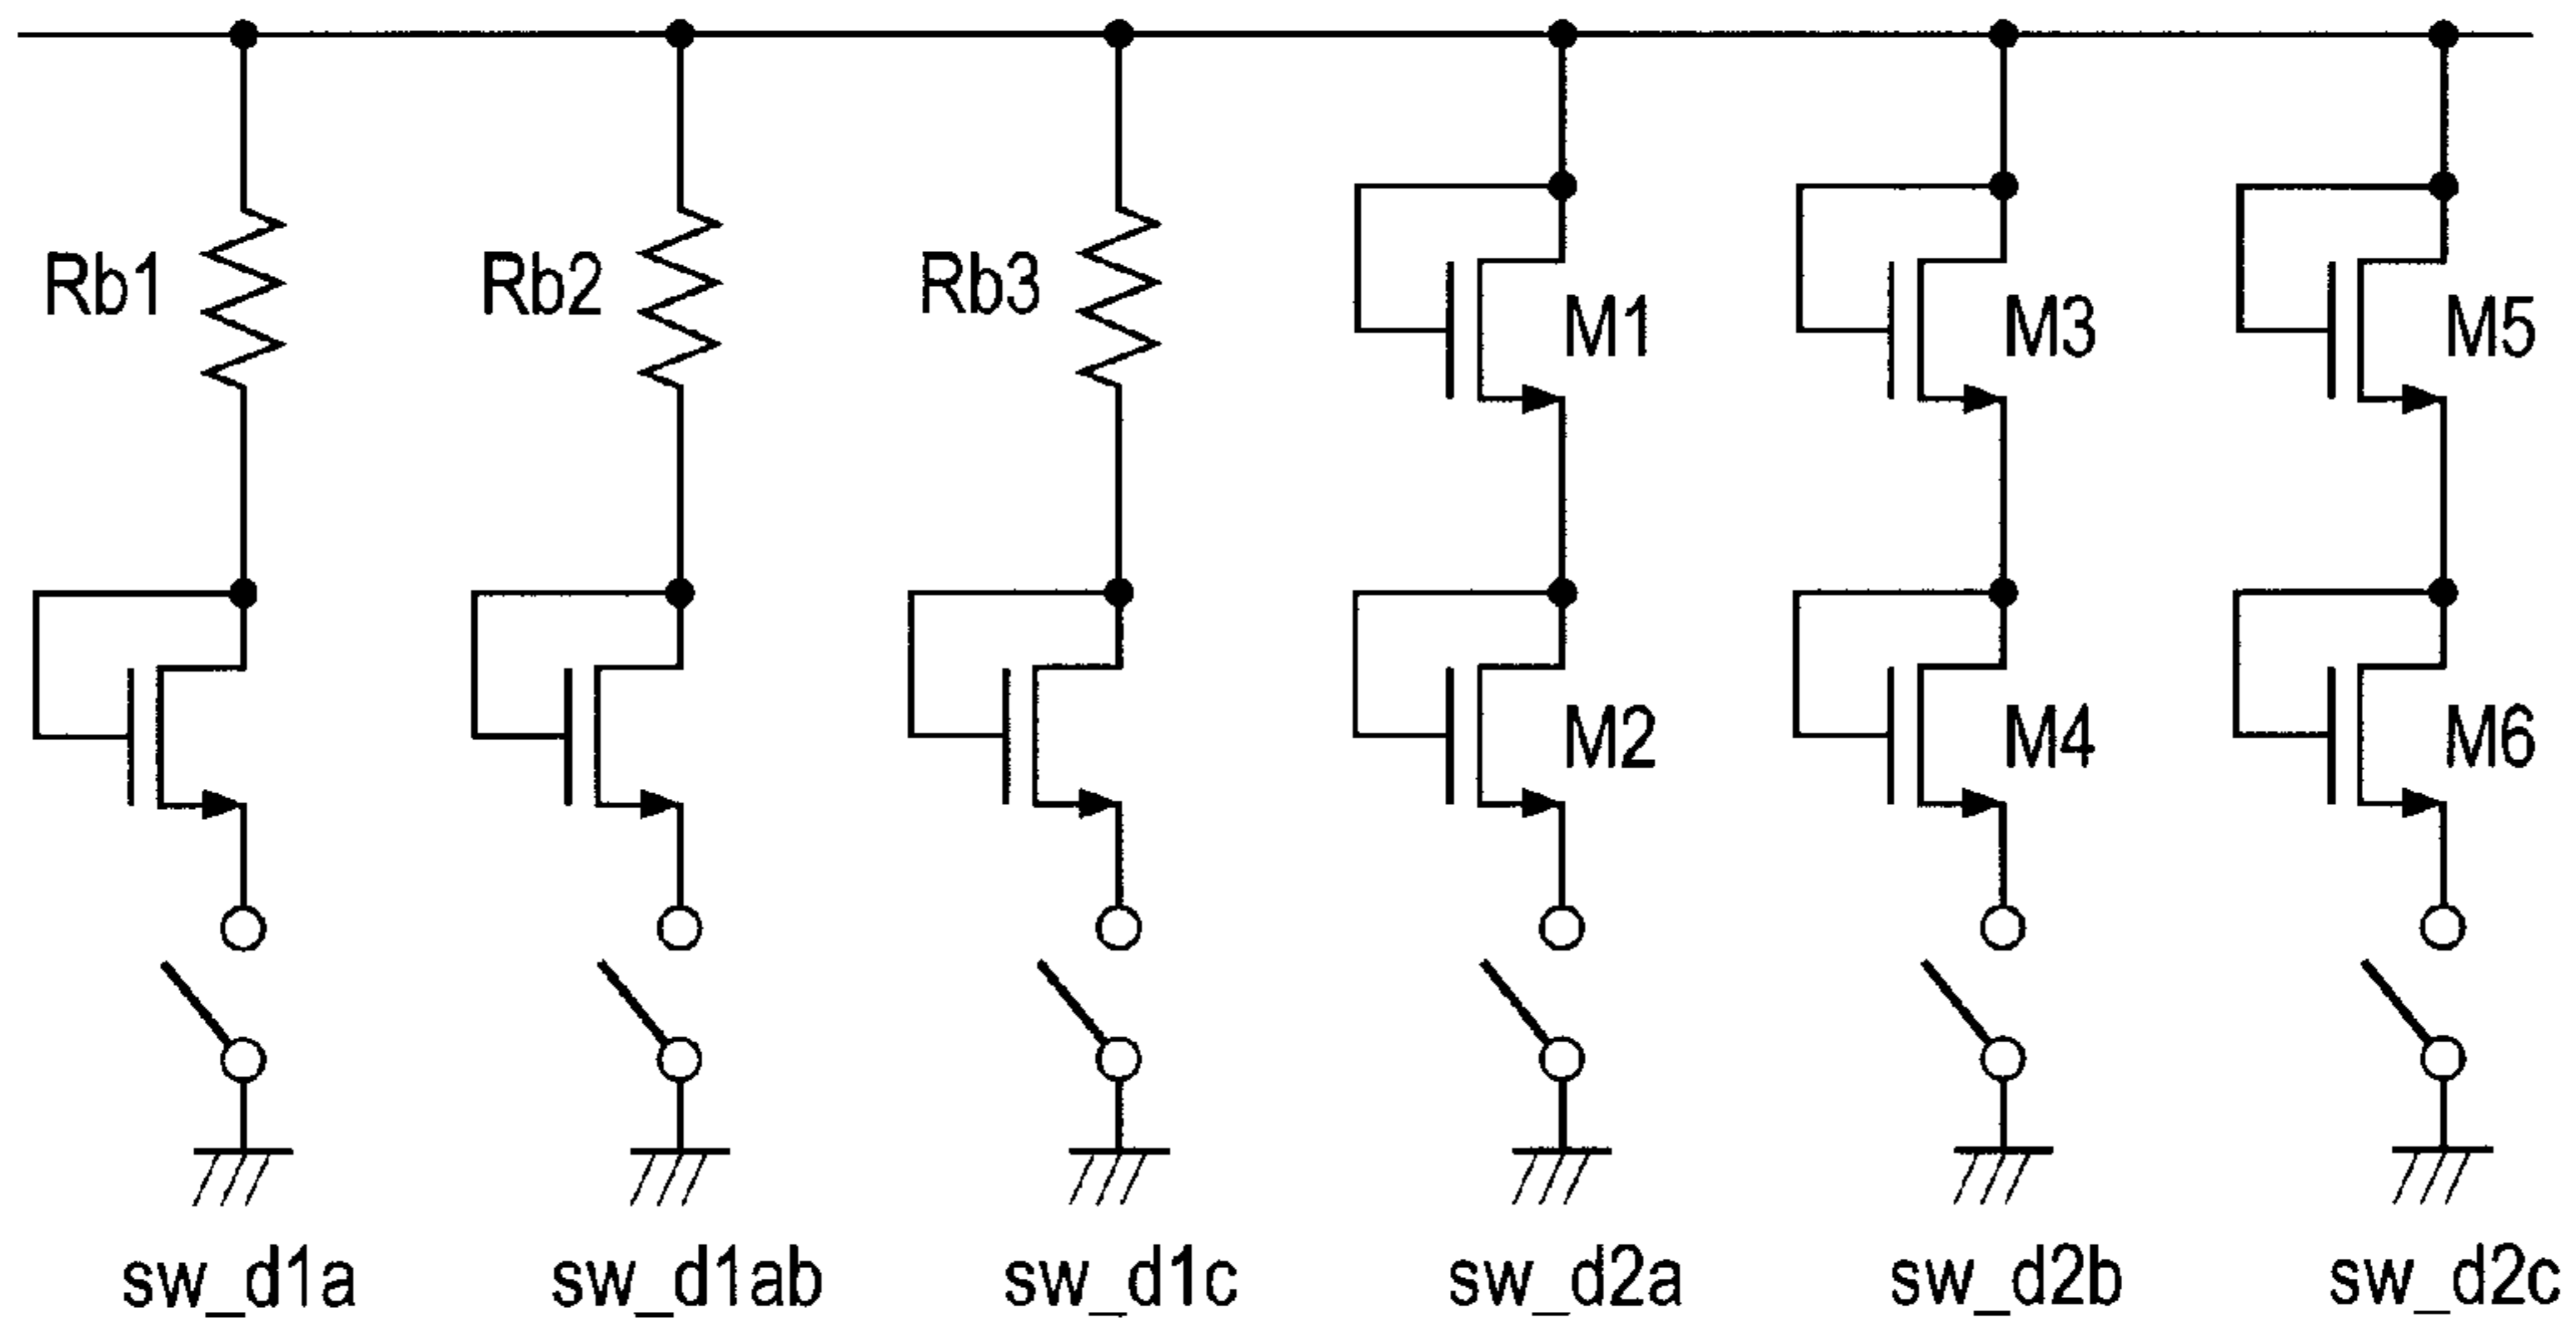 Rb1
Rb2
Rb3
M1
M3
M5
M2
M4
M6
sw_d1a
sw_d1ab
sw_d1c
sw_d2a
sw_d2b
sw_d2c